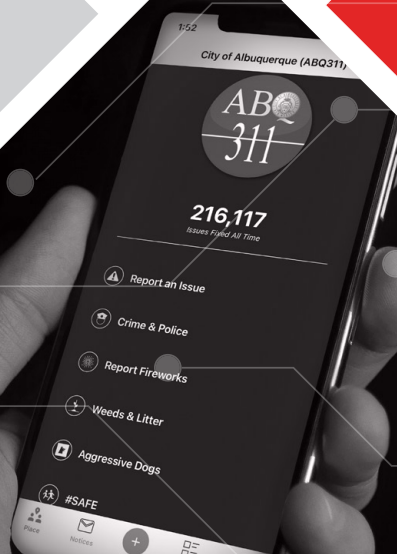 1:52
City of Albuquerque (ABQ311)
ABQ
311
216,117
Issues Fixed All Time
Report an Issue
Crime & Police
Report Fireworks
Weeds & Litter
Aggressive Dogs
#SAFE
Place
Notices
+